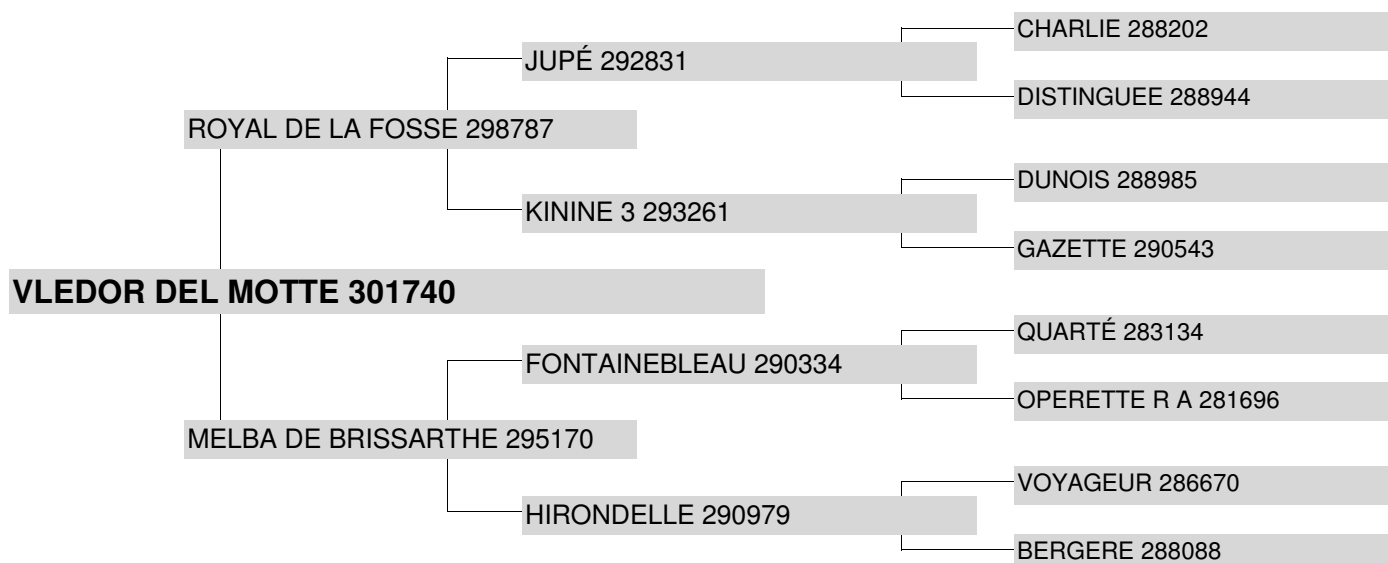 CHARLIE 288202
JUPÉ 292831
DISTINGUEE 288944
ROYAL DE LA FOSSE 298787
DUNOIS 288985
KININE 3 293261
GAZETTE 290543
VLEDOR DEL MOTTE 301740
QUARTÉ 283134
FONTAINEBLEAU 290334
OPERETTE R A 281696
MELBA DE BRISSARTHE 295170
VOYAGEUR 286670
HIRONDELLE 290979
BERGERE 288088